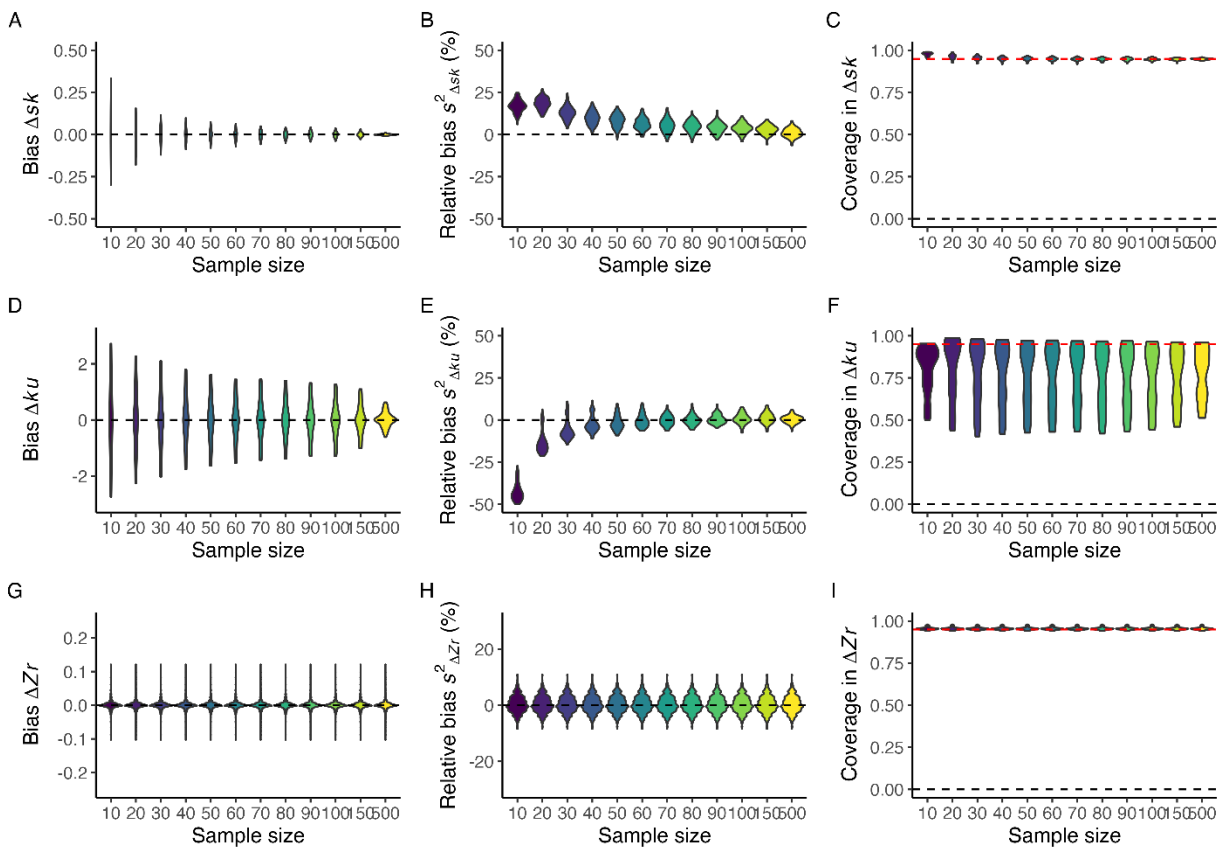 A
Bias Δsk
0.50
0.25
0.00
-0.25
-0.50
10 20 30 40 50 60 70 80 90 100 150 500
Sample size
B
Relative bias s²Δsk (%)
50
25
0
-25
-50
10 20 30 40 50 60 70 80 90 100 150 500
Sample size
C
Coverage in Δsk
1.00
0.75
0.50
0.25
0.00
10 20 30 40 50 60 70 80 90 100 150 500
Sample size
D
Bias Δku
2
0
-2
10 20 30 40 50 60 70 80 90 100 150 500
Sample size
E
Relative bias s²Δku (%)
50
25
0
-25
-50
10 20 30 40 50 60 70 80 90 100 150 500
Sample size
F
Coverage in Δku
1.00
0.75
0.50
0.25
0.00
10 20 30 40 50 60 70 80 90 100 150 500
Sample size
G
Bias ΔZr
0.2
0.1
0.0
-0.1
-0.2
10 20 30 40 50 60 70 80 90 100 150 500
Sample size
H
Relative bias s²ΔZr (%)
20
0
-20
10 20 30 40 50 60 70 80 90 100 150 500
Sample size
I
Coverage in ΔZr
1.00
0.75
0.50
0.25
0.00
10 20 30 40 50 60 70 80 90 100 150 500
Sample size